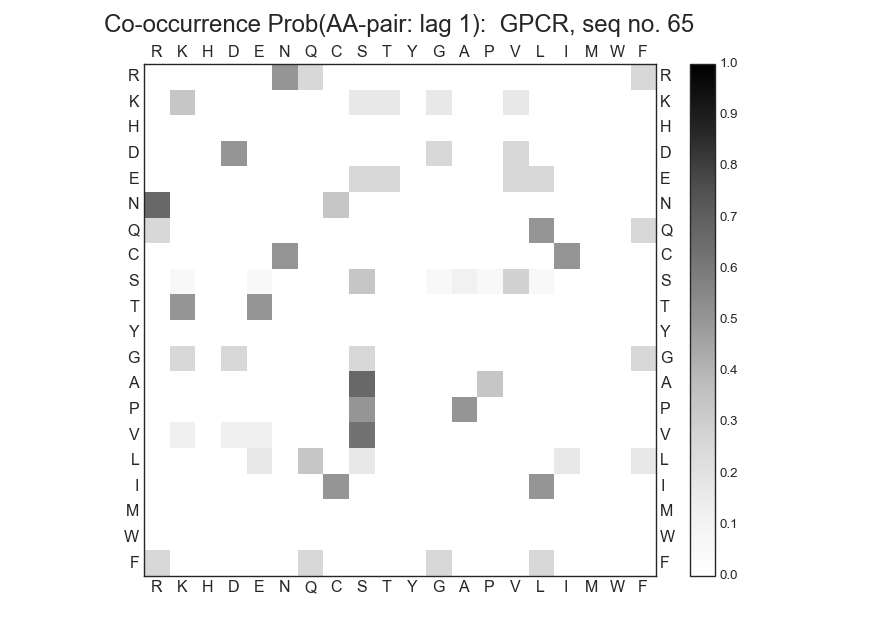 Co-occurrence Prob(AA-pair: lag 1):  GPCR, seq no. 65
R K H D E N Q C S T Y G A P V L I M W F
R R 1.0
K K 0.9
H H
D D 0.8
E E
N N 0.7
Q Q
C C 0.6
S S
T T 0.5
Y Y
G G 0.4
A A
P P 0.3
V V
L L 0.2
I I
M M 0.1
W W
F F 0.0
R K H D E N Q C S T Y G A P V L I M W F